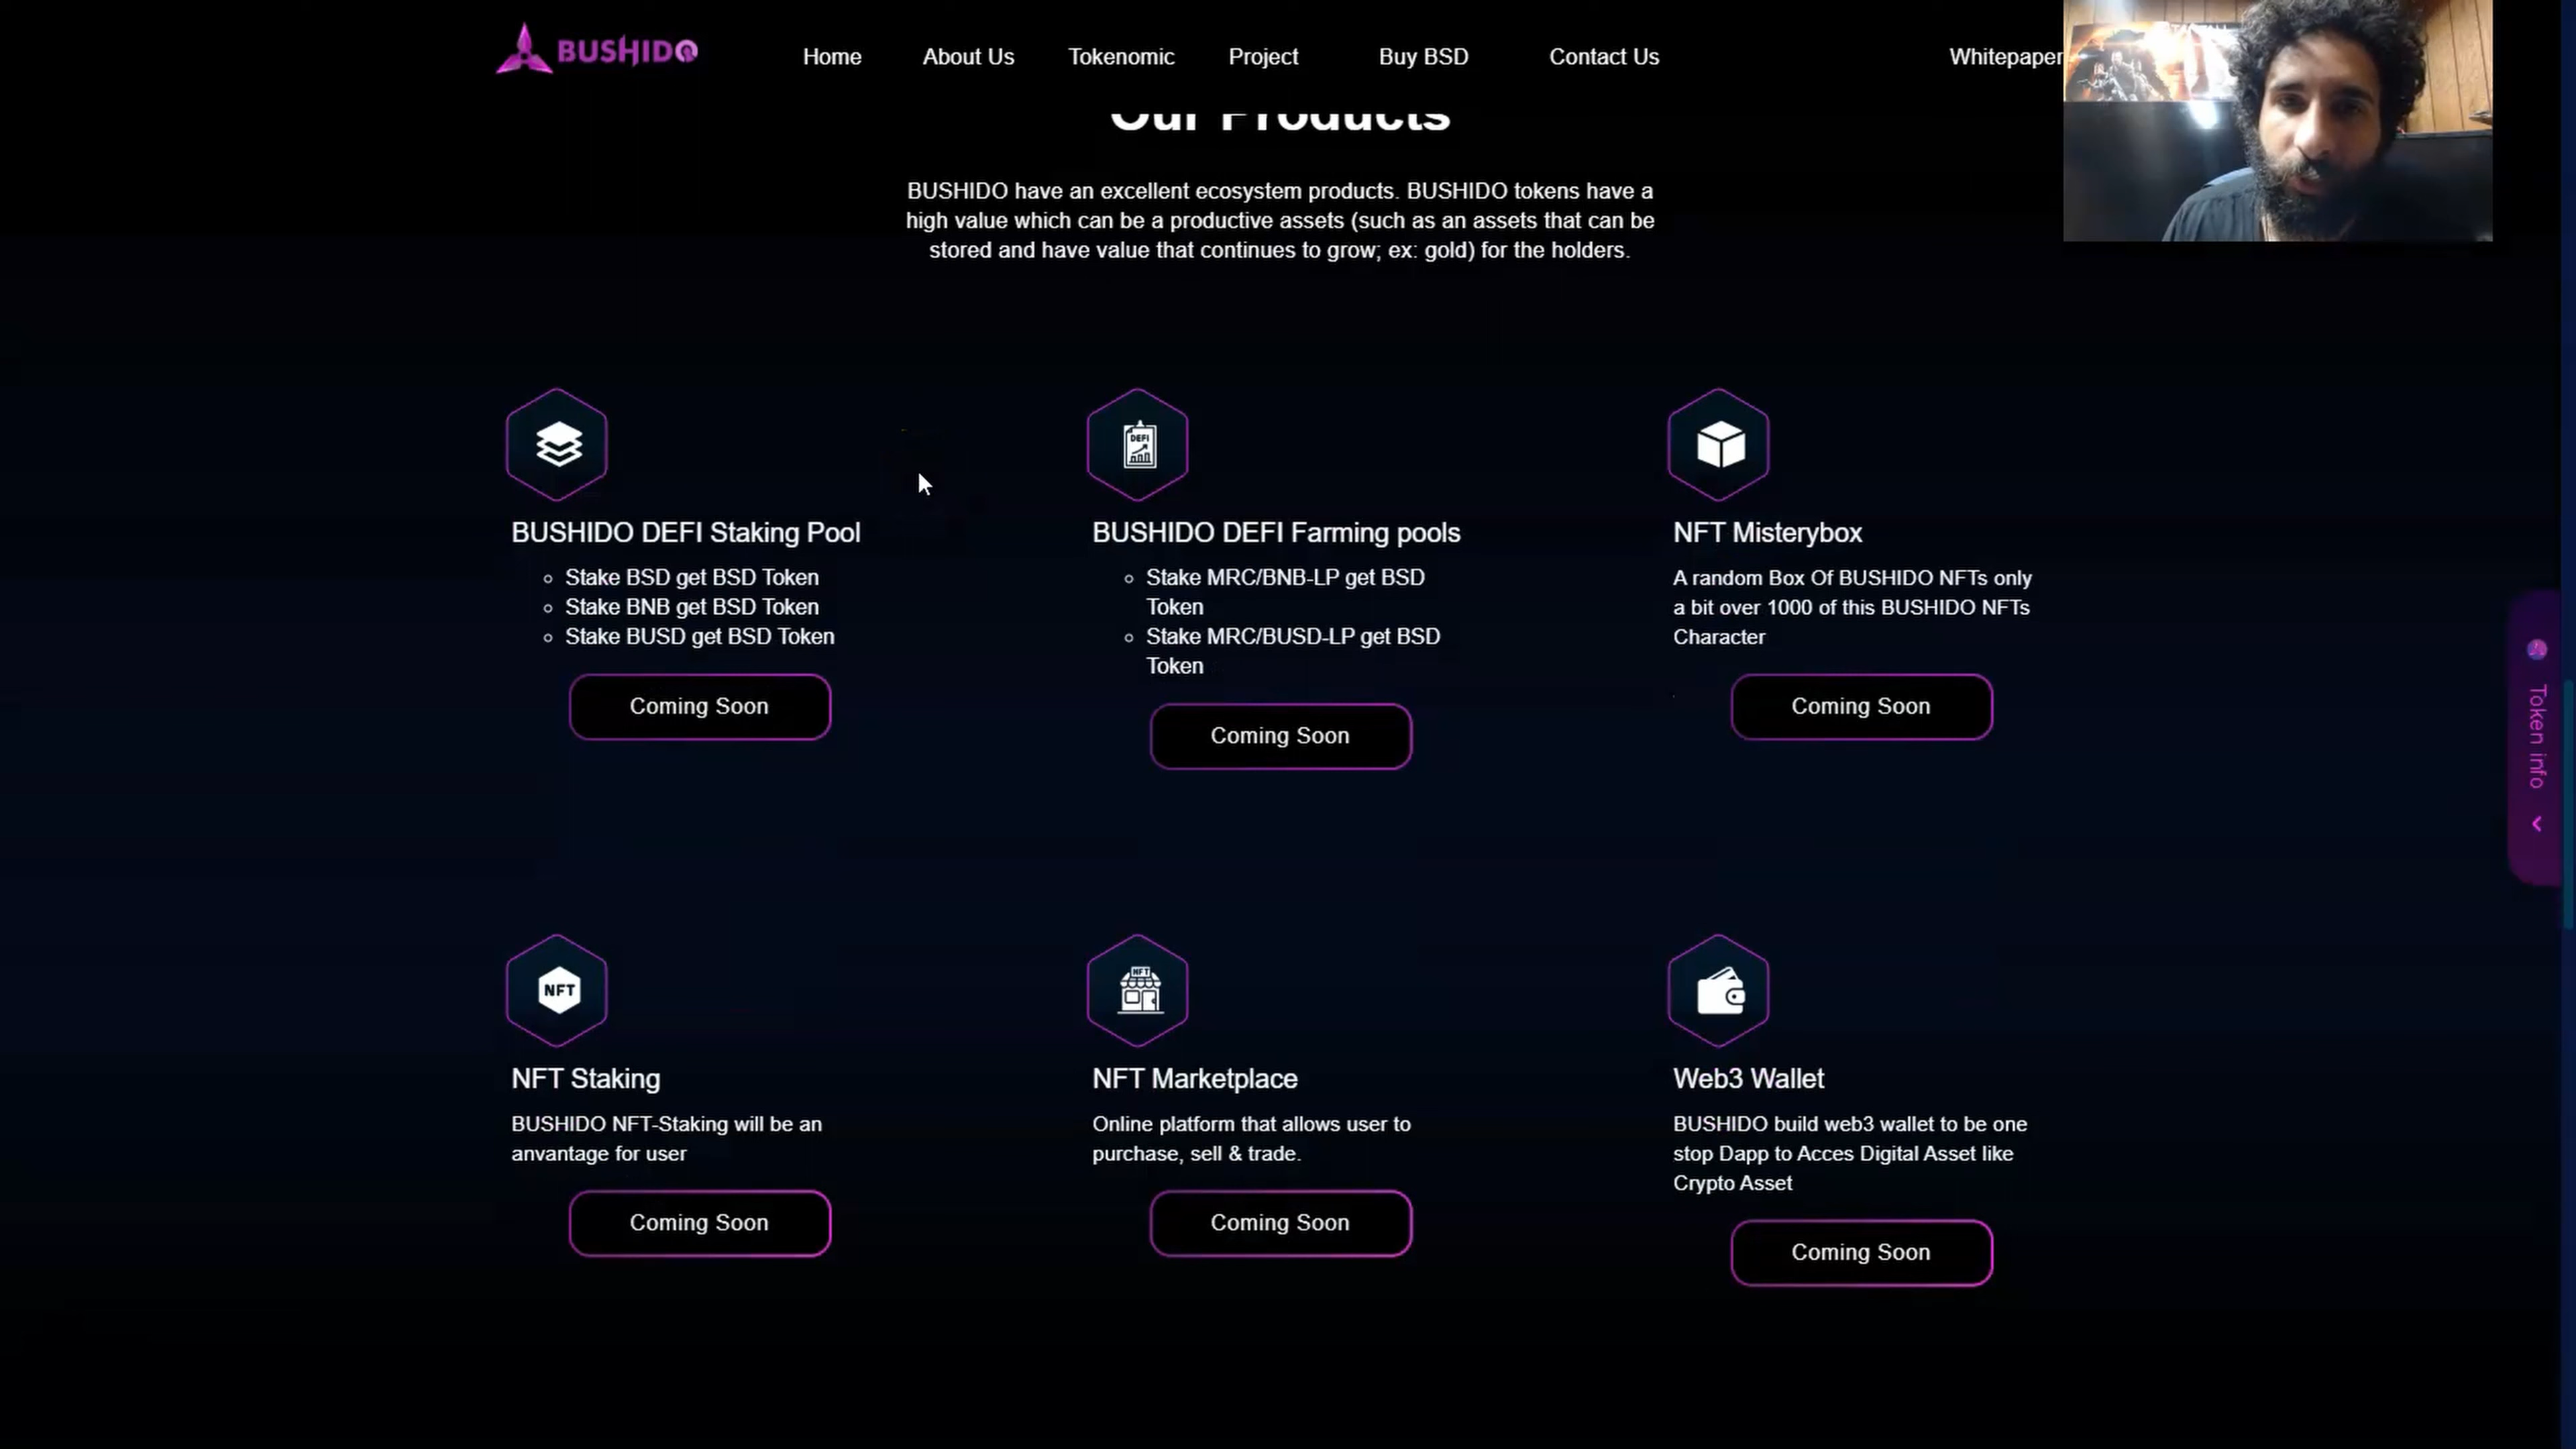 BUSHIDO
Home
About Us
Tokenomic
Project
Buy BSD
Contact Us
Whitepaper
Our Products
BUSHIDO have an excellent ecosystem products. BUSHIDO tokens have a
high value which can be a productive assets (such as an assets that can be
stored and have value that continues to grow; ex: gold) for the holders.
BUSHIDO DEFI Staking Pool
Stake BSD get BSD Token
Stake BNB get BSD Token
Stake BUSD get BSD Token
Coming Soon
DEFI
BUSHIDO DEFI Farming pools
Stake MRC/BNB-LP get BSD
Token
Stake MRC/BUSD-LP get BSD
Token
Coming Soon
NFT Misterybox
A random Box Of BUSHIDO NFTs only
a bit over 1000 of this BUSHIDO NFTs
Character
Coming Soon
Token info
NFT
NFT Staking
BUSHIDO NFT-Staking will be an
anvantage for user
Coming Soon
NFT
NFT Marketplace
Online platform that allows user to
purchase, sell & trade.
Coming Soon
Web3 Wallet
BUSHIDO build web3 wallet to be one
stop Dapp to Acces Digital Asset like
Crypto Asset
Coming Soon